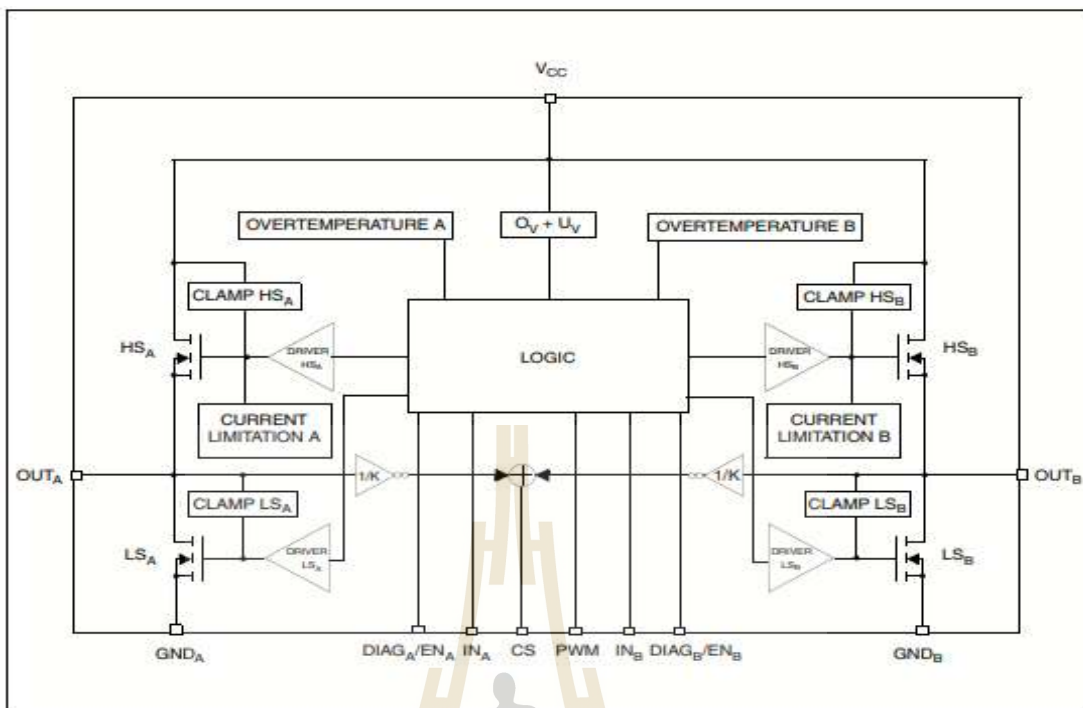 VCC
OVERTEMPERATURE A
OV + UV
OVERTEMPERATURE B
CLAMP HSA
CLAMP HSB
HSA
DRIVER
HSA
LOGIC
DRIVER
HSB
HSB
CURRENT
LIMITATION A
CURRENT
LIMITATION B
OUTA
1/K
1/K
OUTB
CLAMP LSA
CLAMP LSB
LSA
DRIVER
LSA
DRIVER
LSB
LSB
GNDA
DIAGA/ENA
INA
CS
PWM
INB
DIAGB/ENB
GNDB